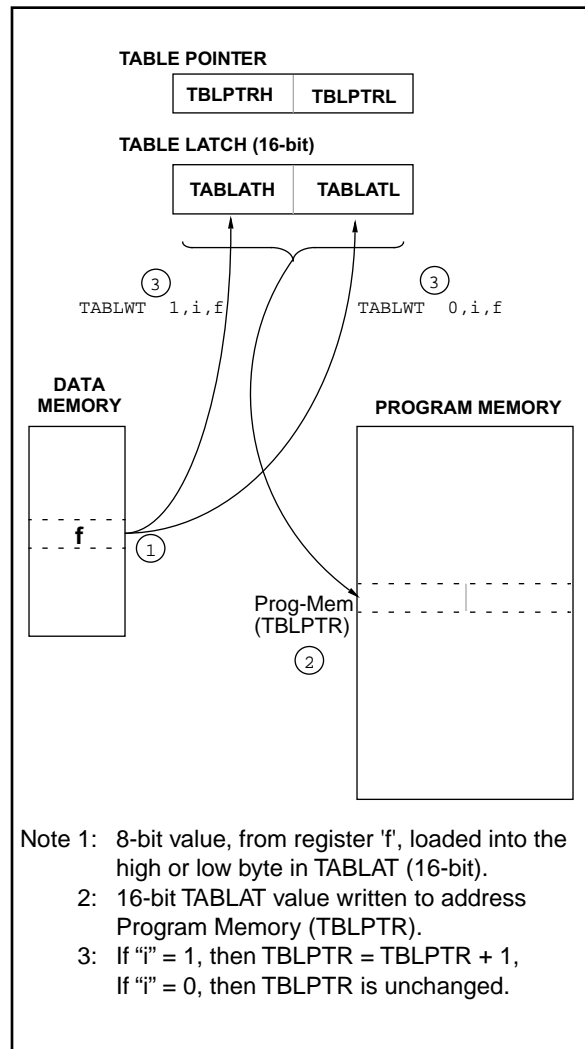 TABLE POINTER
TBLPTRH TBLPTRL
TABLE LATCH (16-bit)
TABLATH TABLATL
3 3
TABLWT 1,i,f TABLWT 0,i,f
DATA
MEMORY
PROGRAM MEMORY
f
1
Prog-Mem
(TBLPTR)
2
Note 1: 8-bit value, from register 'f', loaded into the
high or low byte in TABLAT (16-bit).
2: 16-bit TABLAT value written to address
Program Memory (TBLPTR).
3: If “i” = 1, then TBLPTR = TBLPTR + 1,
If “i” = 0, then TBLPTR is unchanged.